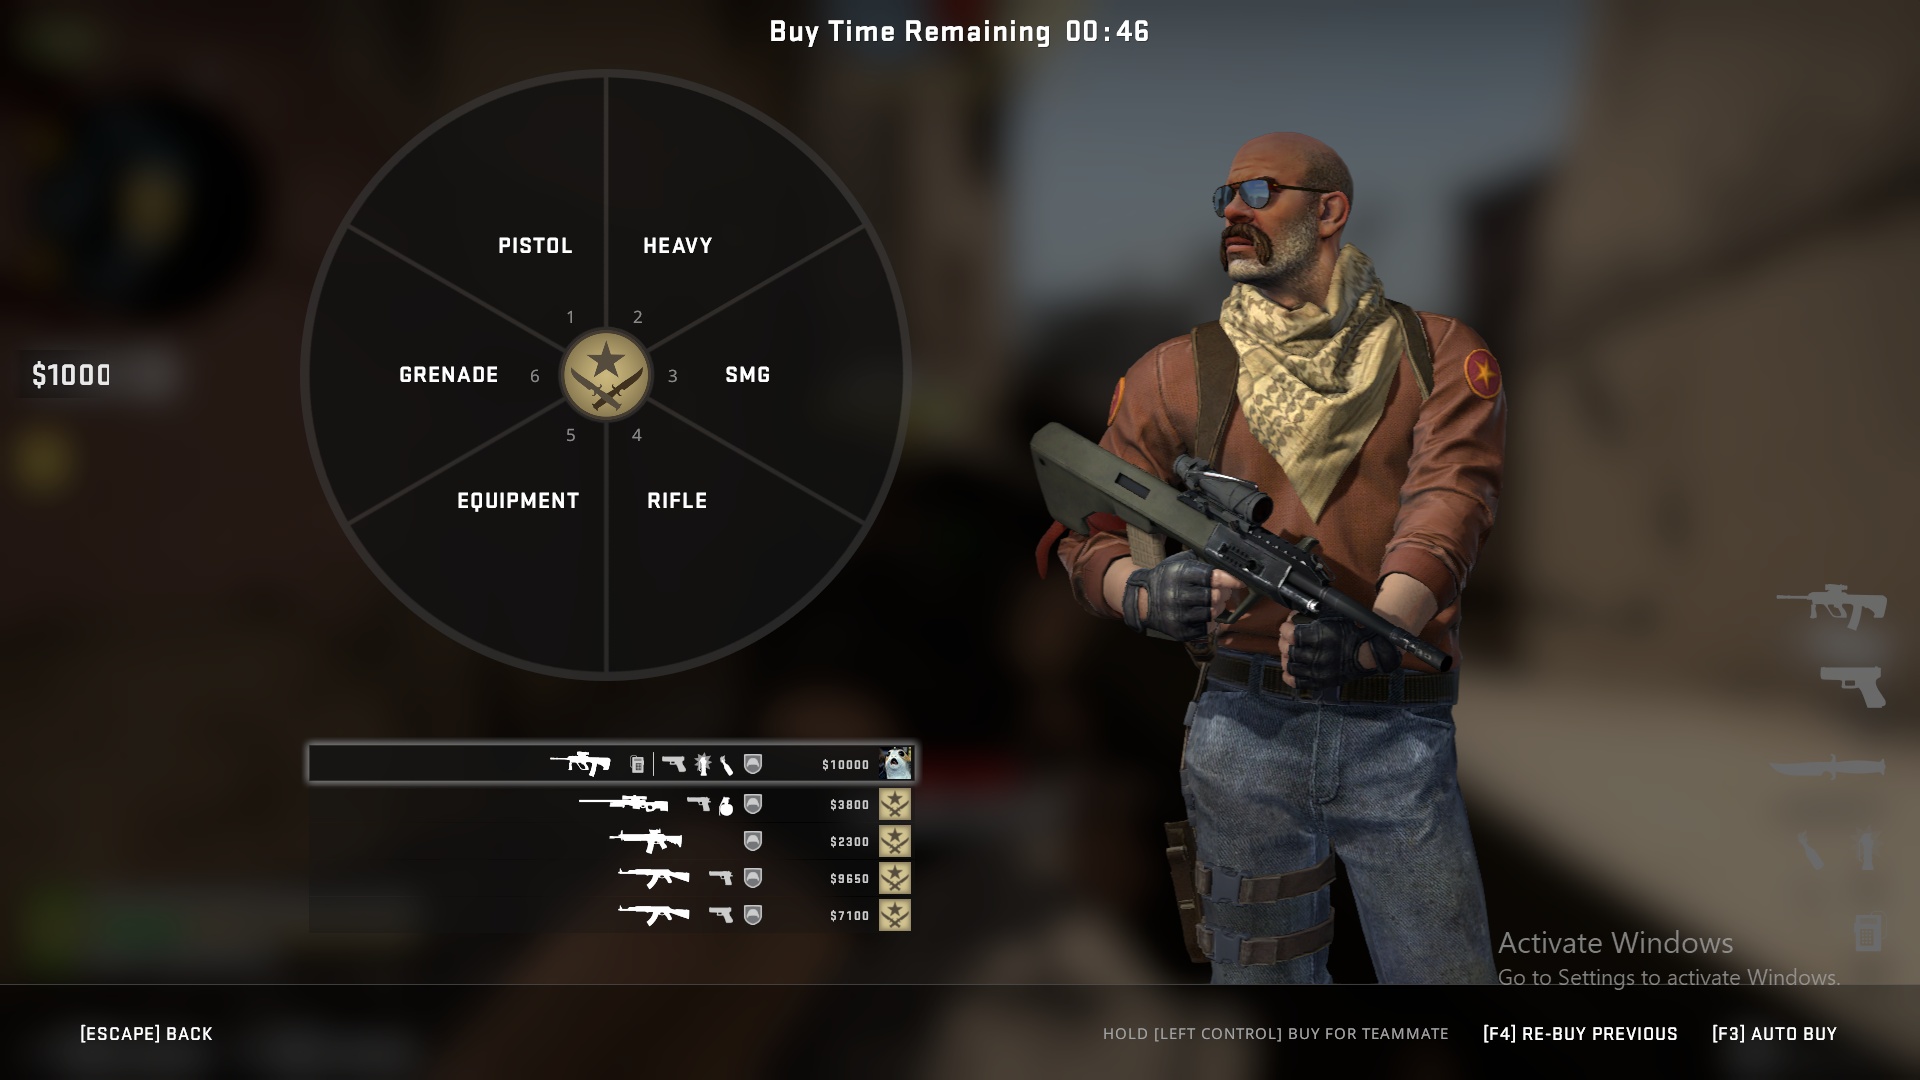 Buy Time Remaining 00:46
PISTOL
HEAVY
1
2
$1000
GRENADE
6
3
SMG
5
4
EQUIPMENT
RIFLE
$10000
$3800
$2300
$9650
$7100
Activate Windows
Go to Settings to activate Windows.
[ESCAPE] BACK
HOLD [LEFT CONTROL] BUY FOR TEAMMATE
[F4] RE-BUY PREVIOUS
[F3] AUTO BUY